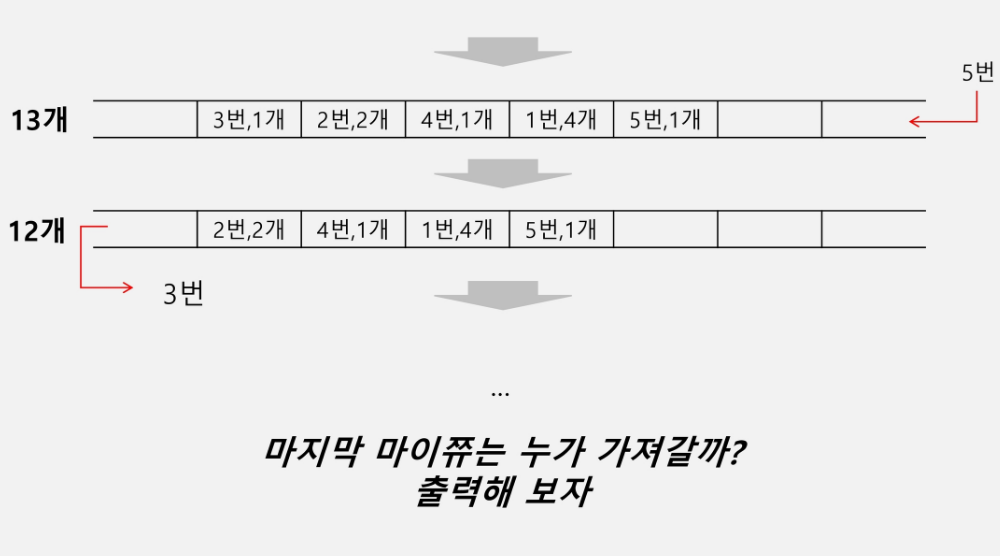 5번
13개 3번,1개 2번,2개 4번,1개 1번,4개 5번,1개
12개 2번,2개 4번,1개 1번,4개 5번,1개
3번
...
마지막 마이쮸는 누가 가져갈까?
출력해 보자